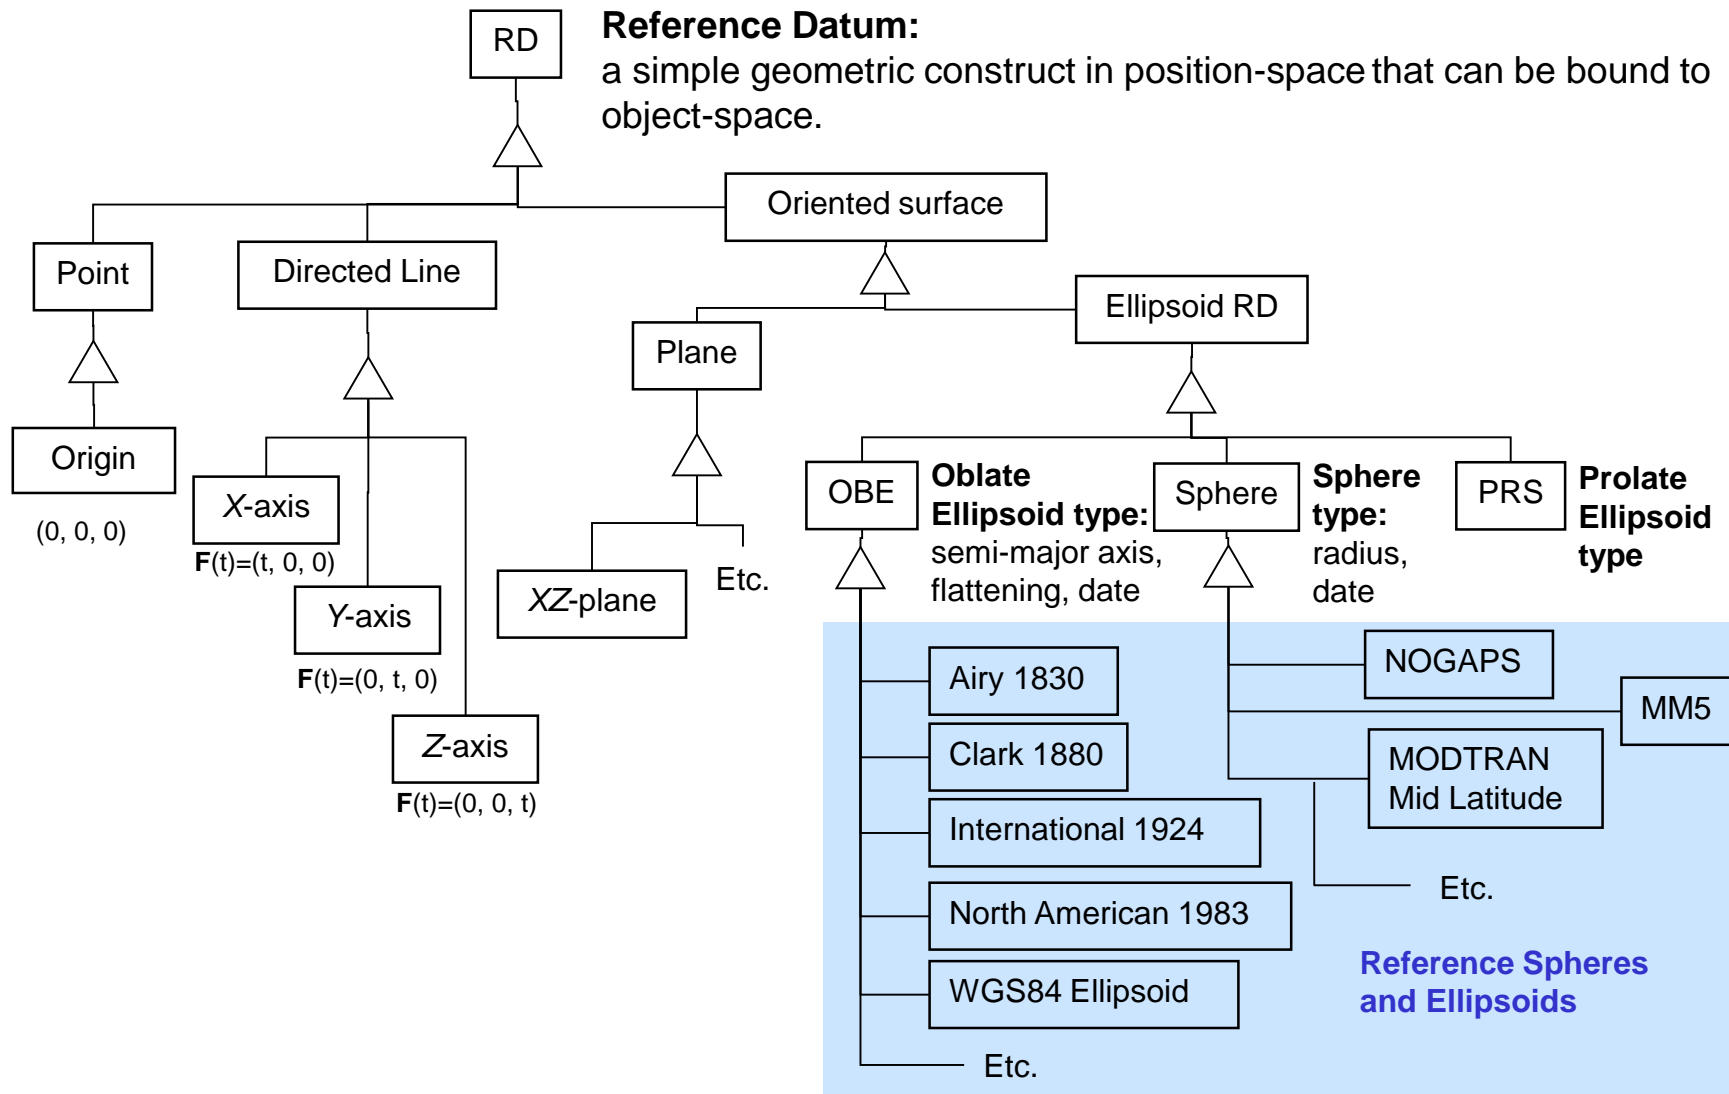 RD
Reference Datum:
a simple geometric construct in position-space that can be bound to
object-space.
Oriented surface
Point
Directed Line
Ellipsoid RD
Plane
Origin
(0, 0, 0)
X-axis
F(t)=(t, 0, 0)
Y-axis
F(t)=(0, t, 0)
Z-axis
F(t)=(0, 0, t)
XZ-plane
Etc.
OBE
Oblate
Ellipsoid type:
semi-major axis,
flattening, date
Sphere
Sphere
type:
radius,
date
PRS
Prolate
Ellipsoid
type
Airy 1830
Clark 1880
International 1924
North American 1983
WGS84 Ellipsoid
Etc.
NOGAPS
MM5
MODTRAN
Mid Latitude
Etc.
Reference Spheres
and Ellipsoids